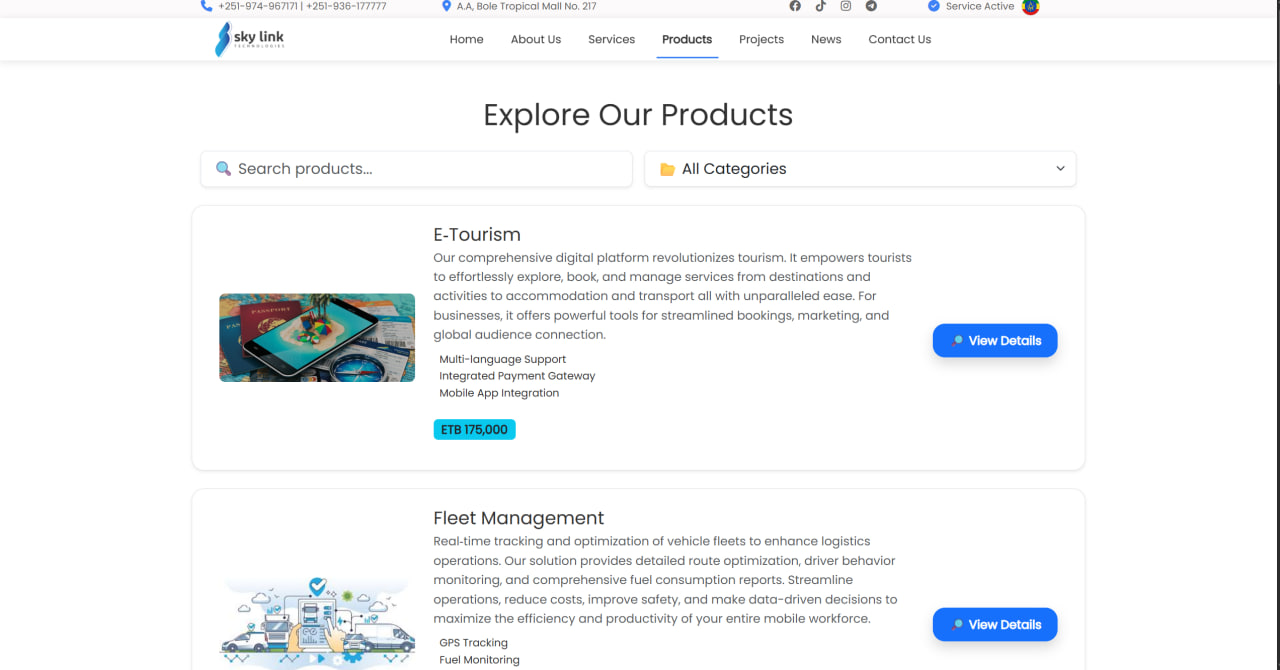 +251-974-967171 | +251-936-177777
A.A, Bole Tropical Mall No. 217
Service Active
sky link
TECHNOLOGIES
Home
About Us
Services
Products
Projects
News
Contact Us
Explore Our Products
Search products...
All Categories
E-Tourism
Our comprehensive digital platform revolutionizes tourism. It empowers tourists
to effortlessly explore, book, and manage services from destinations and
activities to accommodation and transport all with unparalleled ease. For
businesses, it offers powerful tools for streamlined bookings, marketing, and
global audience connection.
Multi-language Support
Integrated Payment Gateway
Mobile App Integration
ETB 175,000
View Details
PASSPORT
Fleet Management
Real-time tracking and optimization of vehicle fleets to enhance logistics
operations. Our solution provides detailed route optimization, driver behavior
monitoring, and comprehensive fuel consumption reports. Streamline
operations, reduce costs, improve safety, and make data-driven decisions to
maximize the efficiency and productivity of your entire mobile workforce.
GPS Tracking
Fuel Monitoring
View Details